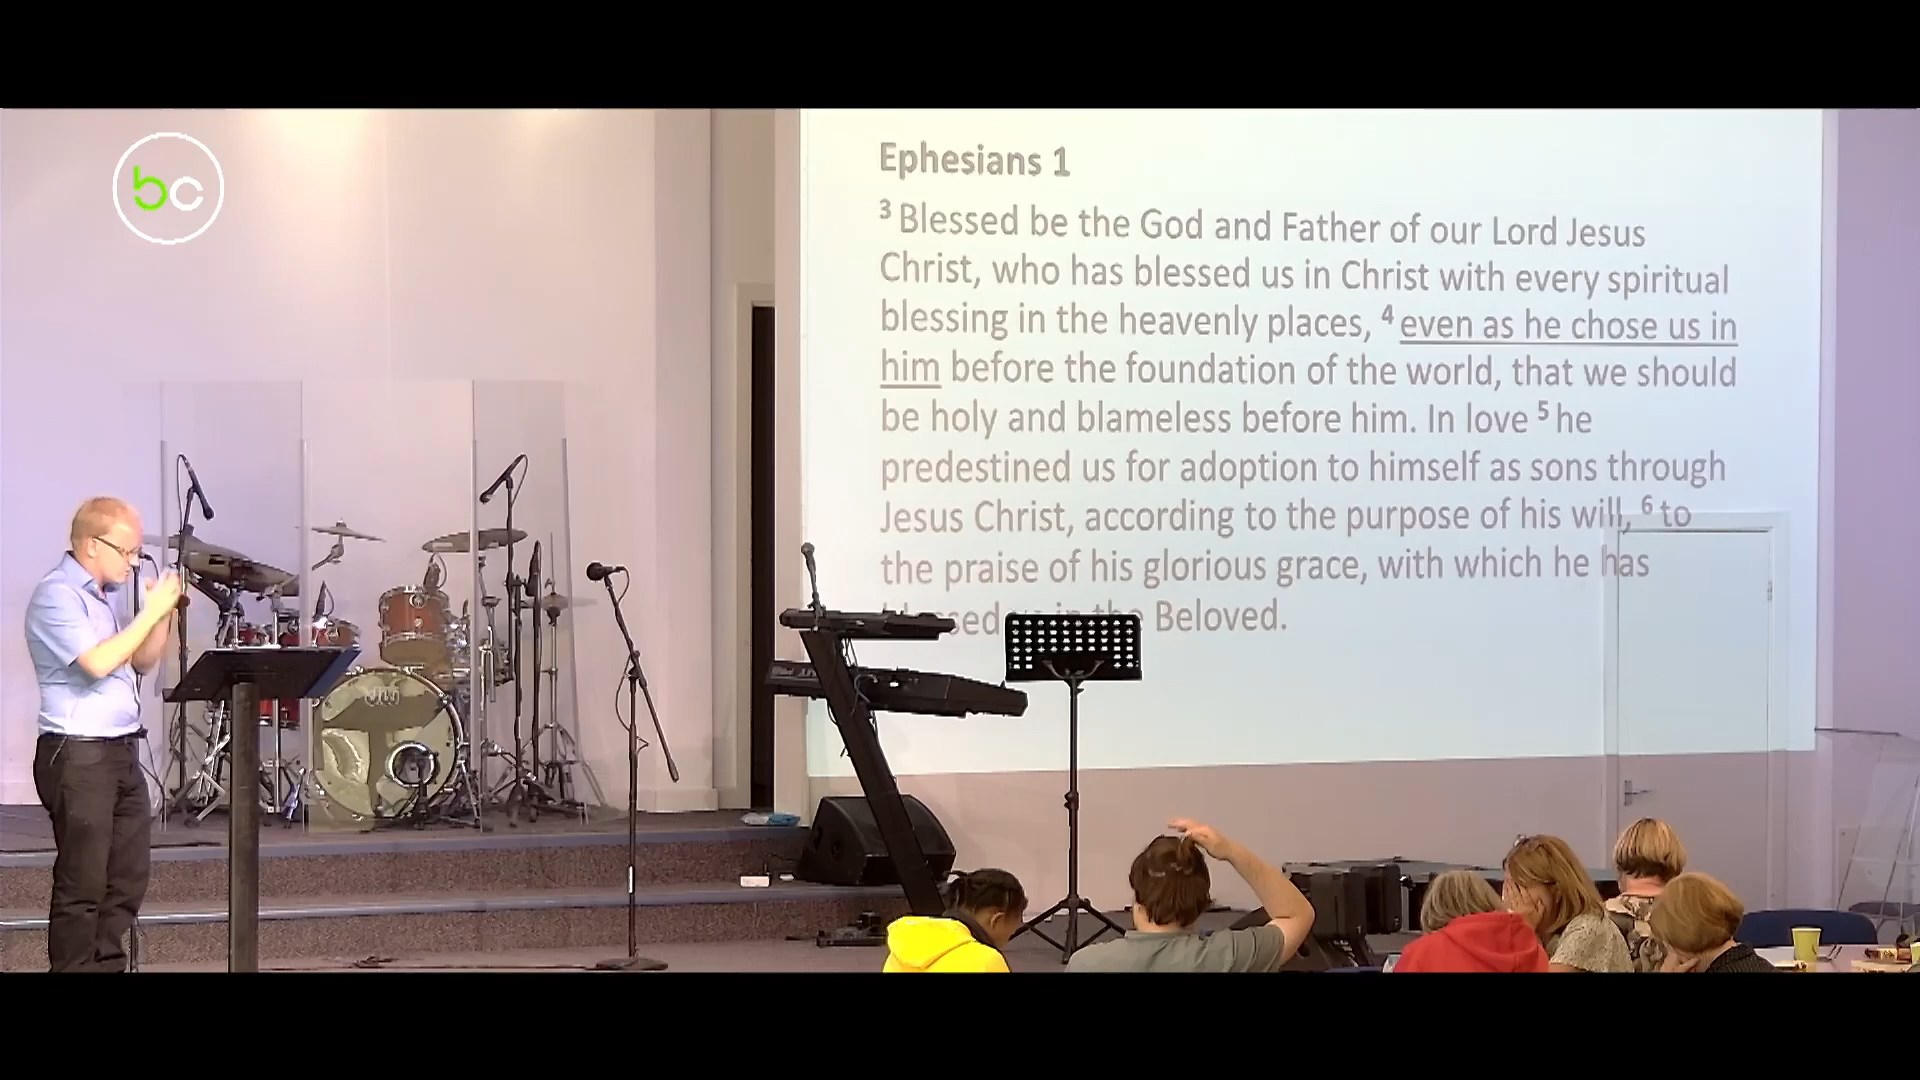 bc
Ephesians 1
3 Blessed be the God and Father of our Lord Jesus
Christ, who has blessed us in Christ with every spiritual
blessing in the heavenly places, 4 even as he chose us in
him before the foundation of the world, that we should
be holy and blameless before him. In love 5 he
predestined us for adoption to himself as sons through
Jesus Christ, according to the purpose of his will, 6 to
the praise of his glorious grace, with which he has
in the Beloved.